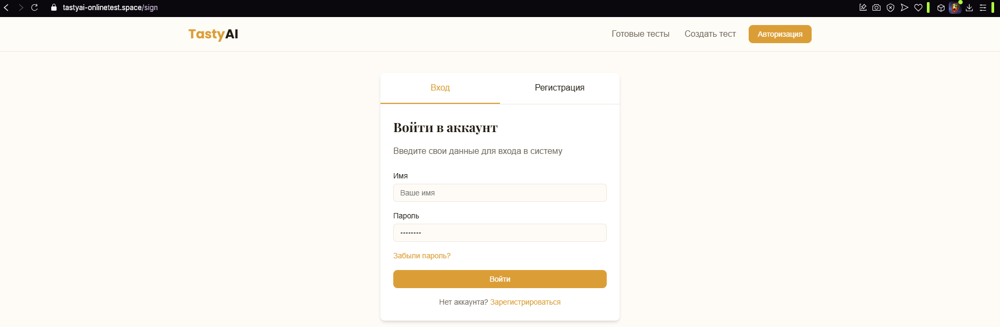 tastyai-onlinetest.space/sign
TastyAI
Готовые тесты Создать тест Авторизация
Вход Регистрация
Войти в аккаунт
Введите свои данные для входа в систему
Имя
Ваше имя
Пароль
••••••••
Забыли пароль?
Войти
Нет аккаунта? Зарегистрироваться